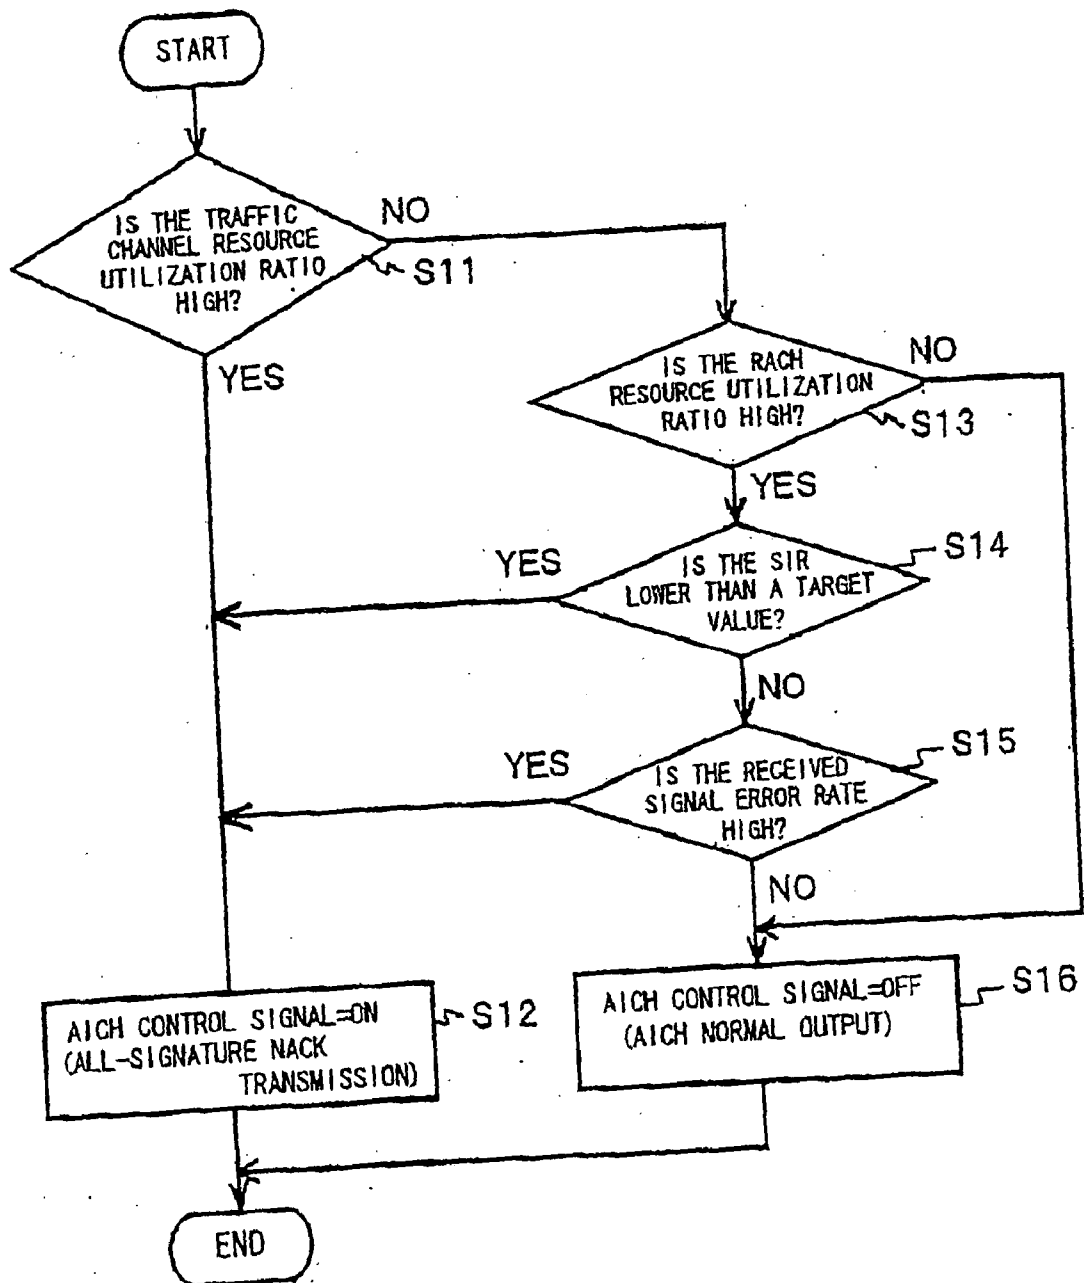 START
IS THE TRAFFIC
CHANNEL RESOURCE
UTILIZATION RATIO
HIGH?
NO
S11
YES
IS THE RACH
RESOURCE UTILIZATION
RATIO HIGH?
NO
S13
YES
IS THE SIR
LOWER THAN A TARGET
VALUE?
YES
S14
NO
IS THE RECEIVED
SIGNAL ERROR RATE
HIGH?
YES
S15
NO
AICH CONTROL SIGNAL=ON
(ALL-SIGNATURE NACK
TRANSMISSION)
S12
AICH CONTROL SIGNAL=OFF
(AICH NORMAL OUTPUT)
S16
END